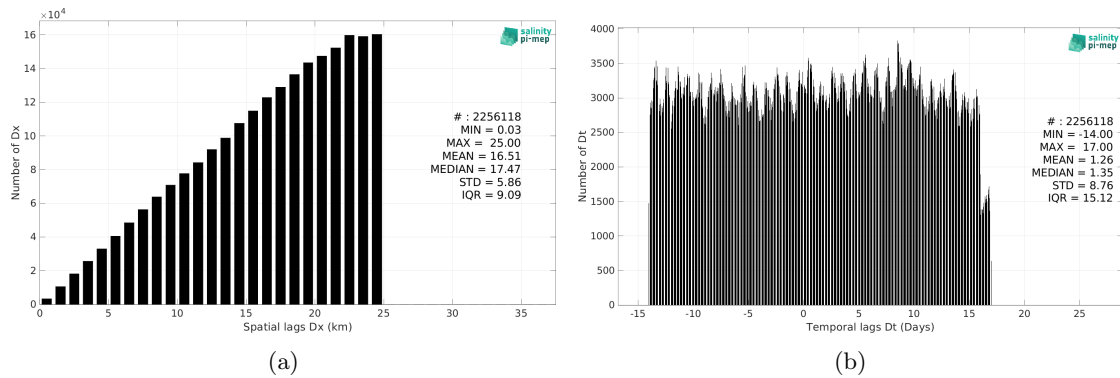 ×10⁴
salinity
pi-mep
16
14
12
10
8
6
4
2
0
Number of Dx
# : 2256118
MIN = 0.03
MAX = 25.00
MEAN = 16.51
MEDIAN = 17.47
STD = 5.86
IQR = 9.09
0 5 10 15 20 25 30 35
Spatial lags Dx (km)
(a)
salinity
pi-mep
4000
3500
3000
2500
2000
1500
1000
500
0
Number of Dt
# : 2256118
MIN = -14.00
MAX = 17.00
MEAN = 1.26
MEDIAN = 1.35
STD = 8.76
IQR = 15.12
-15 -10 -5 0 5 10 15 20 25
Temporal lags Dt (Days)
(b)